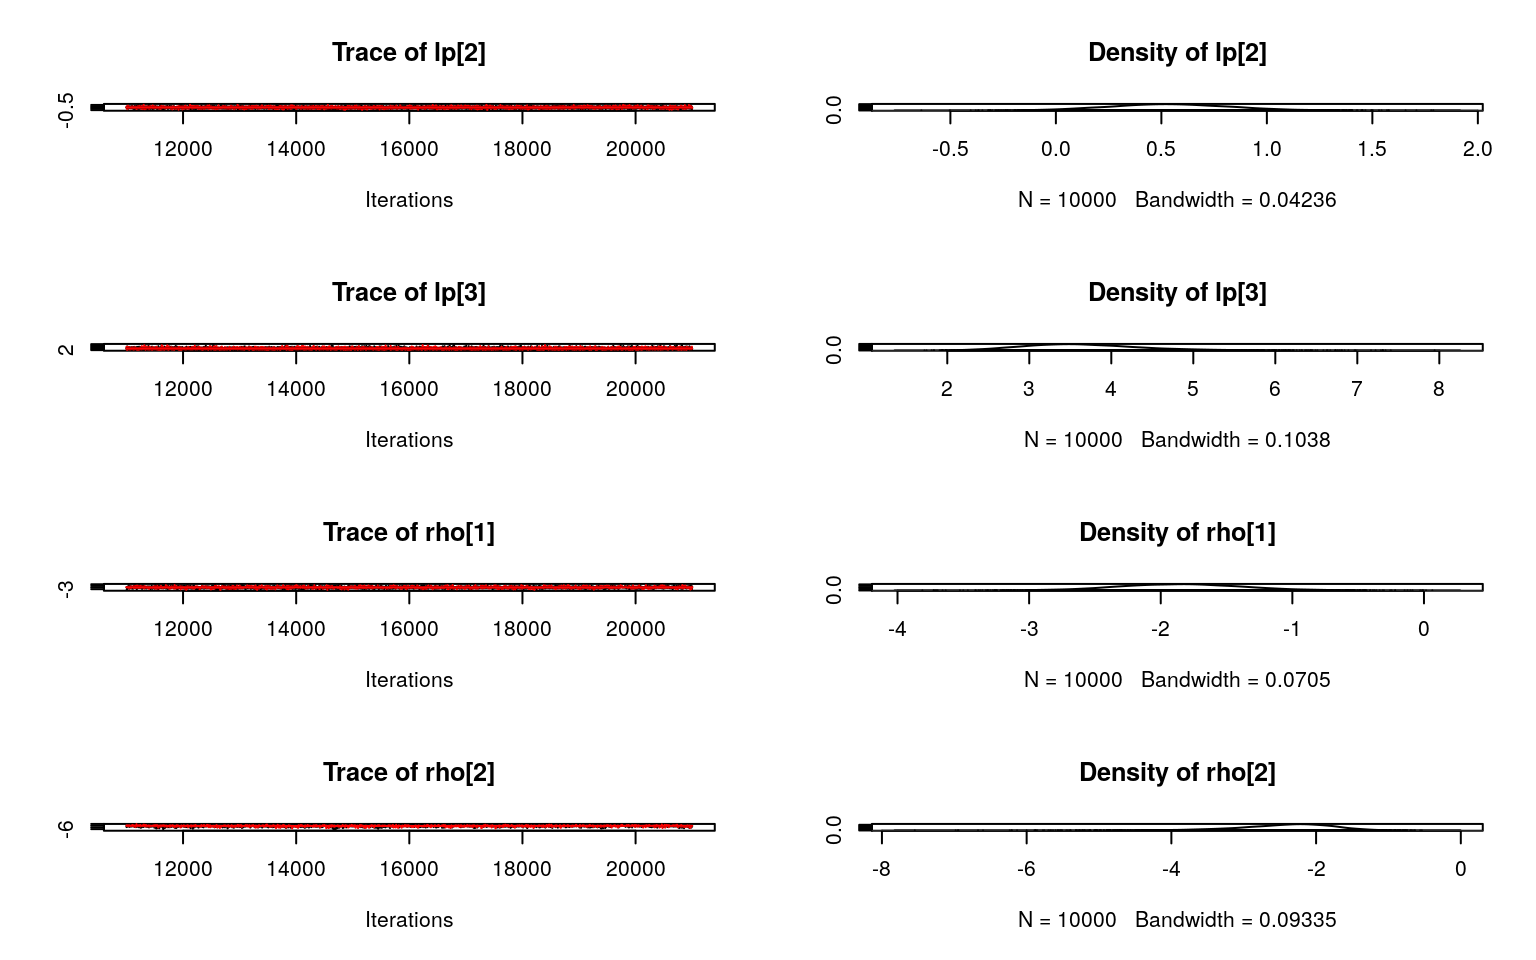 Trace of lp[2]
Density of lp[2]
-0.5
0.0
12000 14000 16000 18000 20000
-0.5 0.0 0.5 1.0 1.5 2.0
Iterations
N = 10000 Bandwidth = 0.04236
Trace of lp[3]
Density of lp[3]
2
0.0
12000 14000 16000 18000 20000
2 3 4 5 6 7 8
Iterations
N = 10000 Bandwidth = 0.1038
Trace of rho[1]
Density of rho[1]
-3
0.0
12000 14000 16000 18000 20000
-4 -3 -2 -1 0
Iterations
N = 10000 Bandwidth = 0.0705
Trace of rho[2]
Density of rho[2]
-6
0.0
12000 14000 16000 18000 20000
-8 -6 -4 -2 0
Iterations
N = 10000 Bandwidth = 0.09335